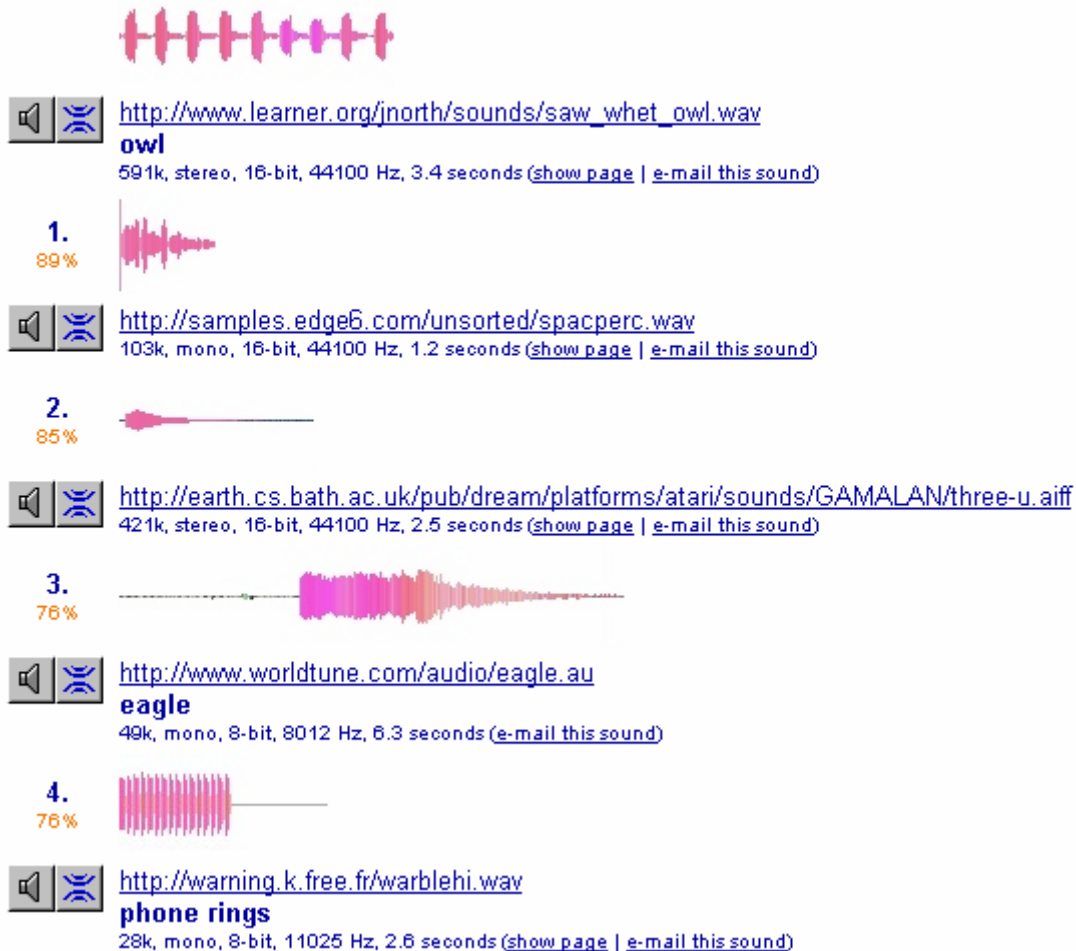 http://www.learner.org/jnorth/sounds/saw_whet_owl.wav
owl
591k, stereo, 16-bit, 44100 Hz, 3.4 seconds (show page | e-mail this sound)
1.
89%
http://samples.edge6.com/unsorted/spacperc.wav
103k, mono, 16-bit, 44100 Hz, 1.2 seconds (show page | e-mail this sound)
2.
85%
http://earth.cs.bath.ac.uk/pub/dream/platforms/atari/sounds/GAMALAN/three-u.aiff
421k, stereo, 16-bit, 44100 Hz, 2.5 seconds (show page | e-mail this sound)
3.
76%
http://www.worldtune.com/audio/eagle.au
eagle
49k, mono, 8-bit, 8012 Hz, 6.3 seconds (e-mail this sound)
4.
76%
http://warning.k.free.fr/warblehi.wav
phone rings
28k, mono, 8-bit, 11025 Hz, 2.6 seconds (show page | e-mail this sound)